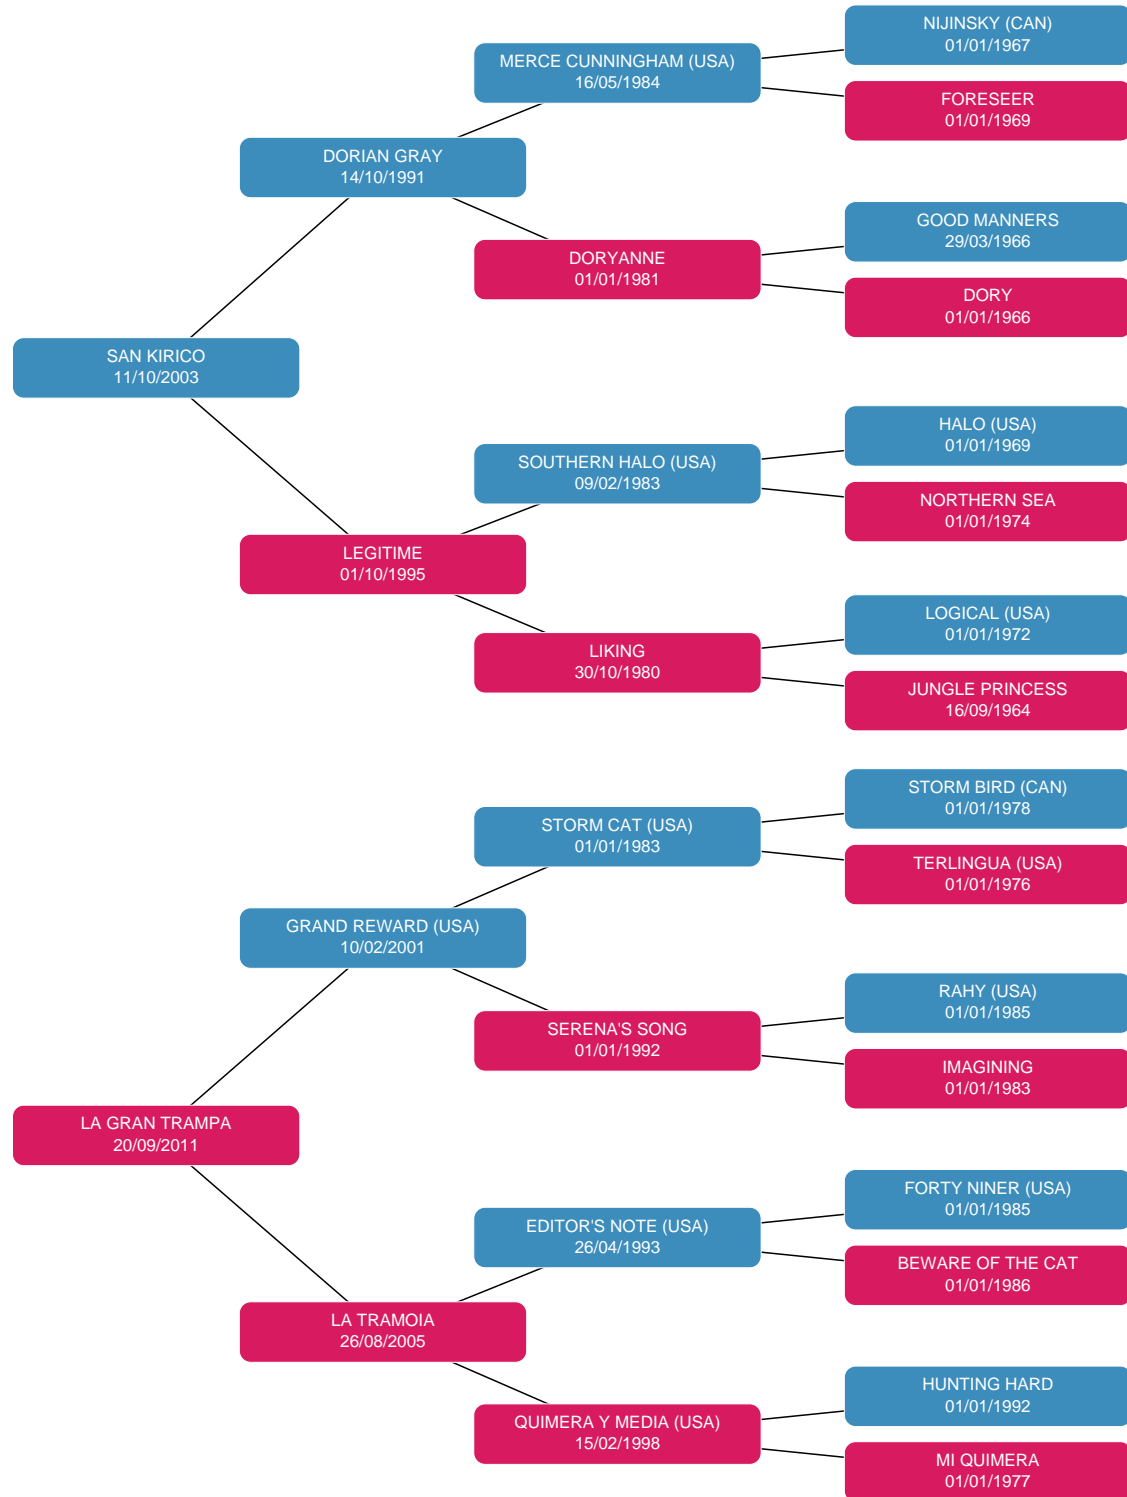 NIJINSKY (CAN)
01/01/1967
MERCE CUNNINGHAM (USA)
16/05/1984
FORESEER
01/01/1969
DORIAN GRAY
14/10/1991
GOOD MANNERS
29/03/1966
DORYANNE
01/01/1981
DORY
01/01/1966
SAN KIRICO
11/10/2003
HALO (USA)
01/01/1969
SOUTHERN HALO (USA)
09/02/1983
NORTHERN SEA
01/01/1974
LEGITIME
01/10/1995
LOGICAL (USA)
01/01/1972
LIKING
30/10/1980
JUNGLE PRINCESS
16/09/1964
STORM BIRD (CAN)
01/01/1978
STORM CAT (USA)
01/01/1983
TERLINGUA (USA)
01/01/1976
GRAND REWARD (USA)
10/02/2001
RAHY (USA)
01/01/1985
SERENA'S SONG
01/01/1992
IMAGINING
01/01/1983
LA GRAN TRAMPA
20/09/2011
FORTY NINER (USA)
01/01/1985
EDITOR'S NOTE (USA)
26/04/1993
BEWARE OF THE CAT
01/01/1986
LA TRAMOIA
26/08/2005
HUNTING HARD
01/01/1992
QUIMERA Y MEDIA (USA)
15/02/1998
MI QUIMERA
01/01/1977